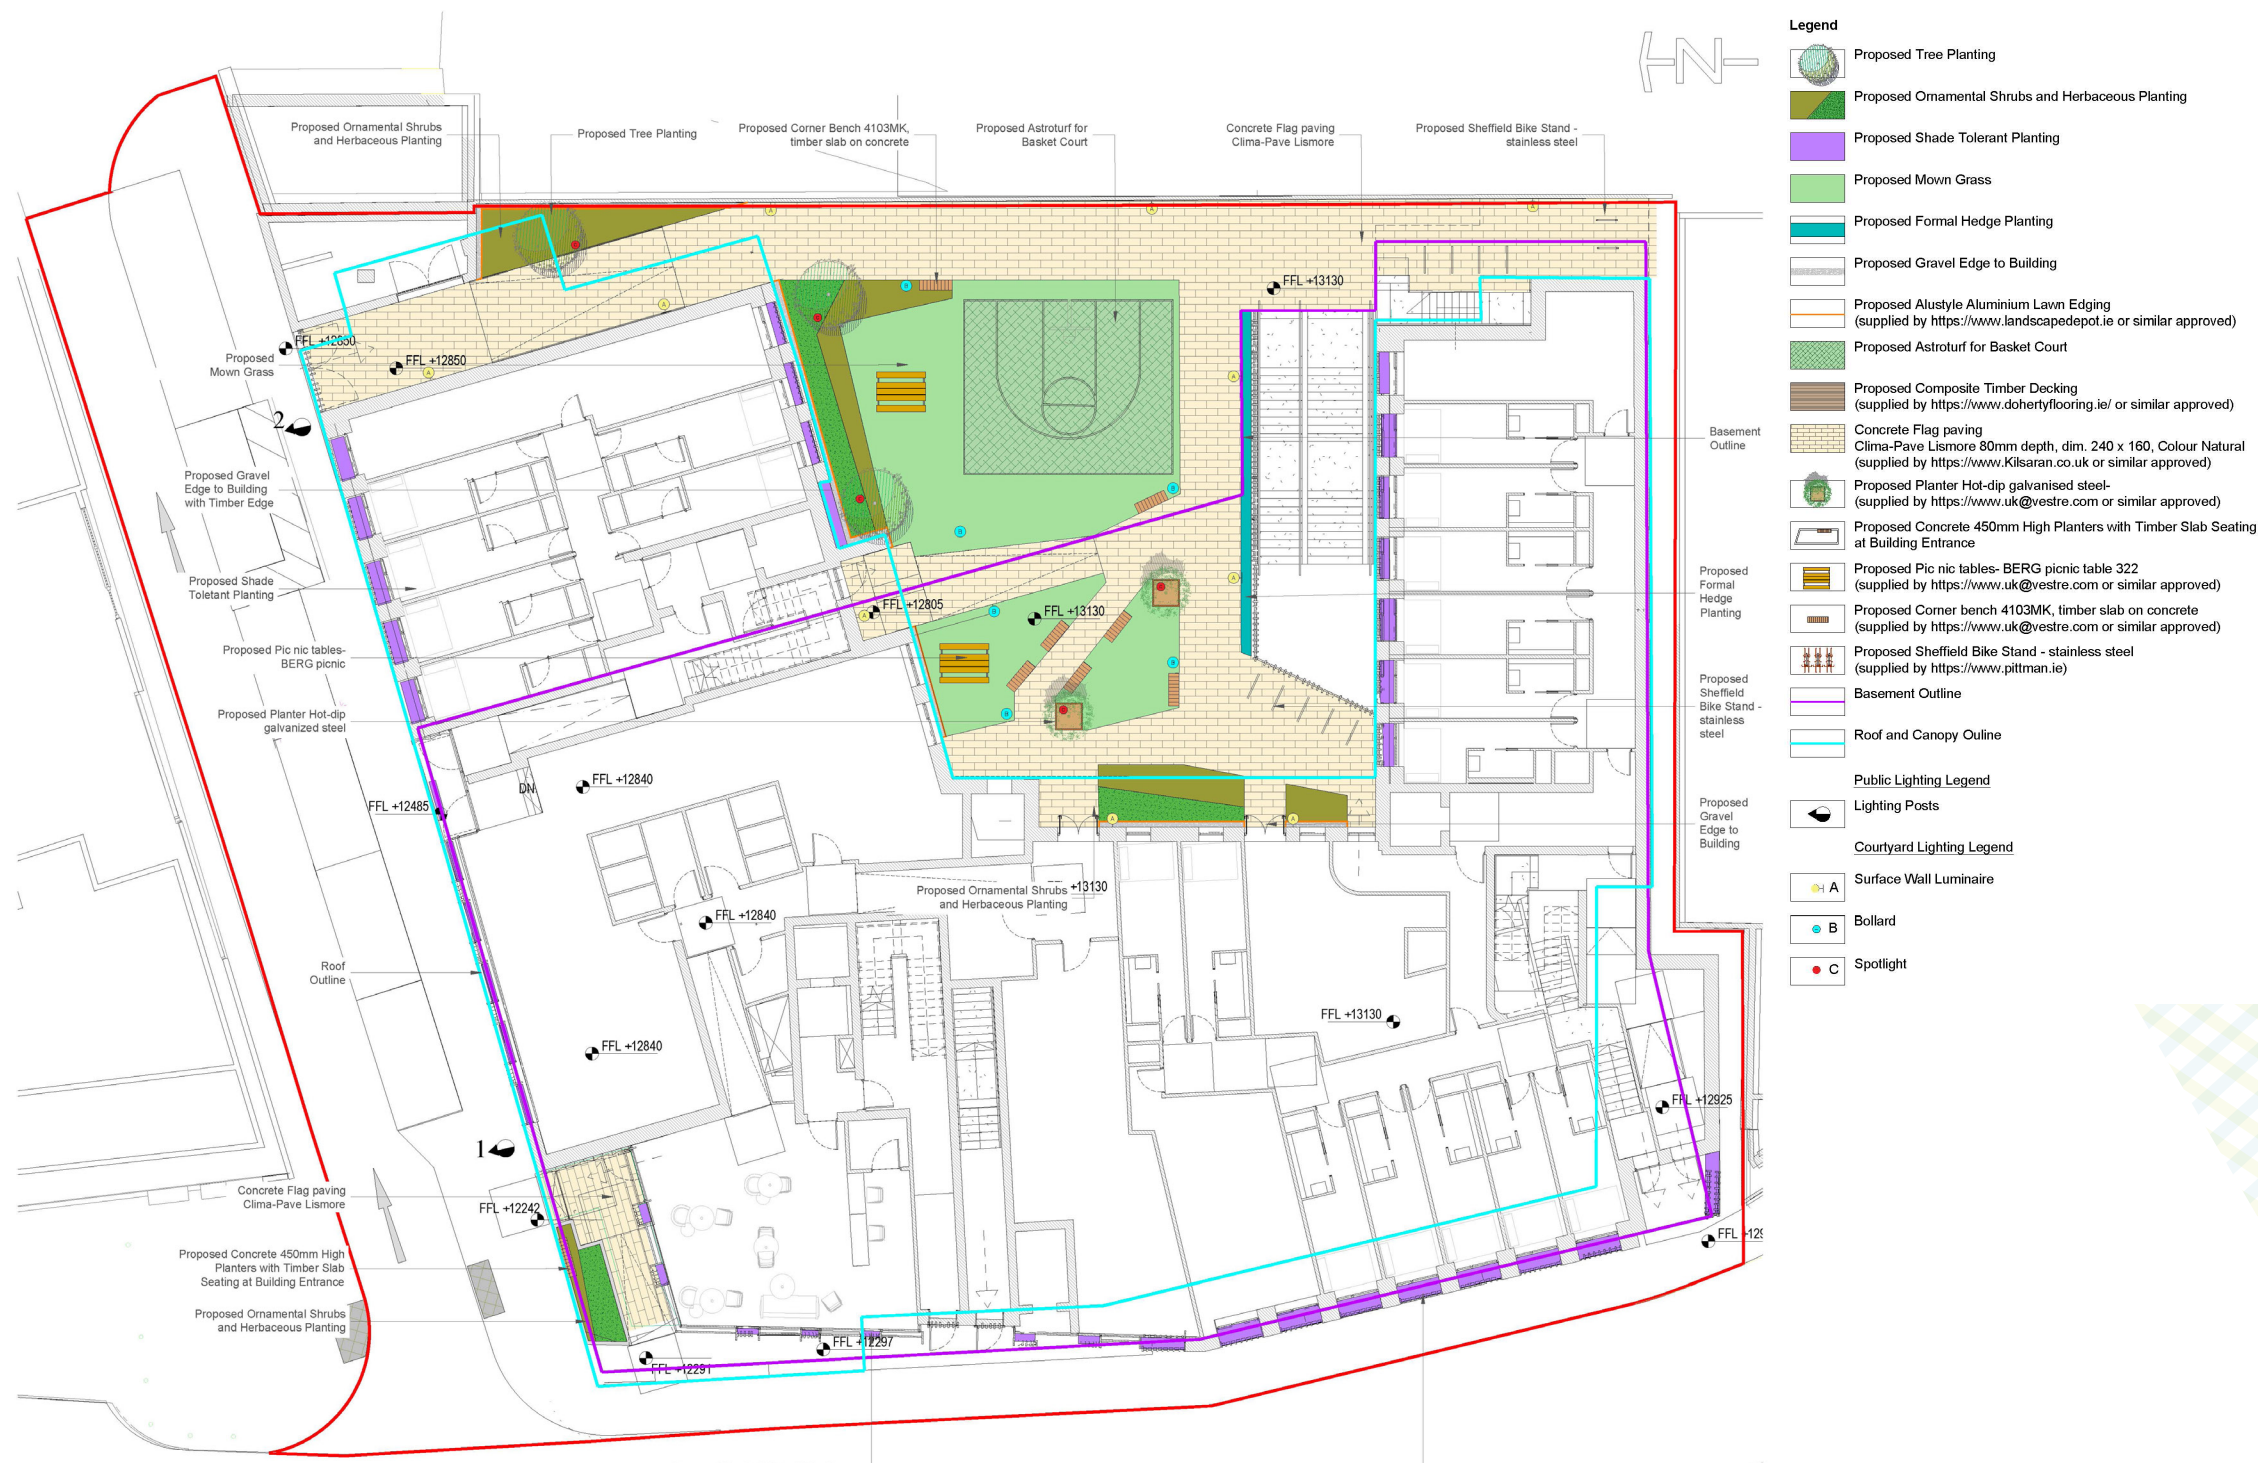 N
Proposed Ornamental Shrubs
and Herbaceous Planting
Proposed Tree Planting
Proposed Corner Bench 4103MK,
timber slab on concrete
Proposed Astroturf for
Basket Court
Concrete Flag paving
Clima-Pave Lismore
Proposed Sheffield Bike Stand -
stainless steel
A
A
A
C
FFL +13130
B
A
C
FFL +12850
FFL +12850
A
Proposed
Mown Grass
A
2
Basement
Outline
Proposed Gravel
Edge to Building
with Timber Edge
B
C
B
Proposed Shade
Toletant Planting
A
C
Proposed
Formal
Hedge
Planting
FFL +12805
A
B
FFL +13130
Proposed Pic nic tables-
BERG picnic
B
Proposed
Sheffield
Bike Stand -
stainless
steel
Proposed Planter Hot-dip
galvanized steel
B
C
FFL +12840
DN
FFL +12485
A
A
Proposed
Gravel
Edge to
Building
Proposed Ornamental Shrubs
and Herbaceous Planting
+13130
FFL +12840
Roof
Outline
FFL +13130
FFL +12840
FFL +12925
1
Concrete Flag paving
Clima-Pave Lismore
FFL +12242
FFL +129
Proposed Concrete 450mm High
Planters with Timber Slab
Seating at Building Entrance
Proposed Ornamental Shrubs
and Herbaceous Planting
FFL +12297
FFL +12291
Legend
Proposed Tree Planting
Proposed Ornamental Shrubs and Herbaceous Planting
Proposed Shade Tolerant Planting
Proposed Mown Grass
Proposed Formal Hedge Planting
Proposed Gravel Edge to Building
Proposed Alustyle Aluminium Lawn Edging
(supplied by https://www.landscapedepot.ie or similar approved)
Proposed Astroturf for Basket Court
Proposed Composite Timber Decking
(supplied by https://www.dohertyflooring.ie/ or similar approved)
Concrete Flag paving
Clima-Pave Lismore 80mm depth, dim. 240 x 160, Colour Natural
(supplied by https://www.Kilsaran.co.uk or similar approved)
Proposed Planter Hot-dip galvanised steel-
(supplied by https://www.uk@vestre.com or similar approved)
Proposed Concrete 450mm High Planters with Timber Slab Seating
at Building Entrance
Proposed Pic nic tables- BERG picnic table 322
(supplied by https://www.uk@vestre.com or similar approved)
Proposed Corner bench 4103MK, timber slab on concrete
(supplied by https://www.uk@vestre.com or similar approved)
Proposed Sheffield Bike Stand - stainless steel
(supplied by https://www.pittman.ie)
Basement Outline
Roof and Canopy Ouline
Public Lighting Legend
Lighting Posts
Courtyard Lighting Legend
A Surface Wall Luminaire
B Bollard
C Spotlight